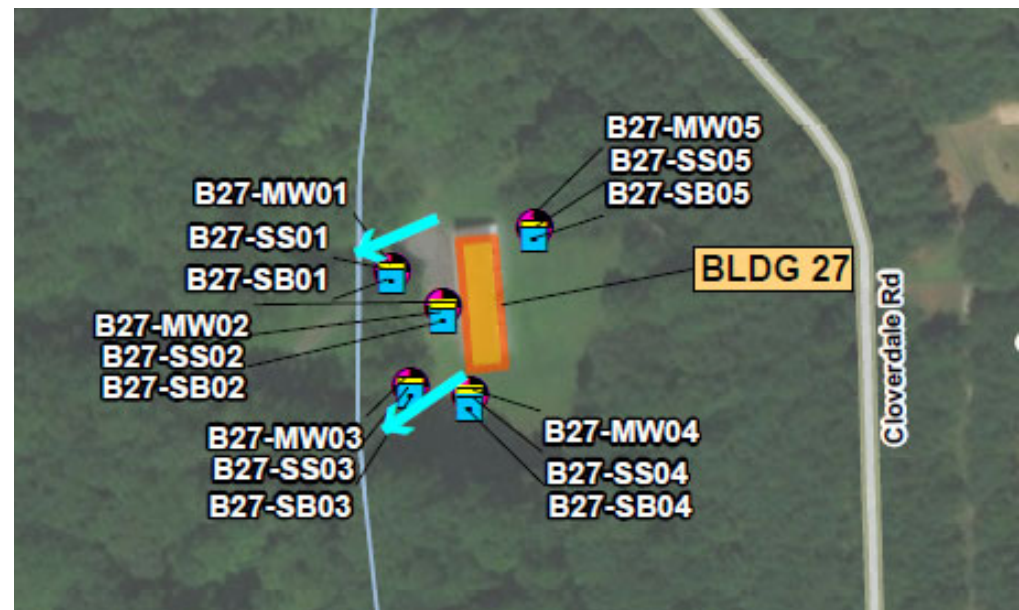 B27-MW05
B27-SS05
B27-SB05
B27-MW01
B27-SS01
B27-SB01
BLDG 27
B27-MW02
B27-SS02
B27-SB02
Cloverdale Rd
B27-MW03
B27-SS03
B27-SB03
B27-MW04
B27-SS04
B27-SB04